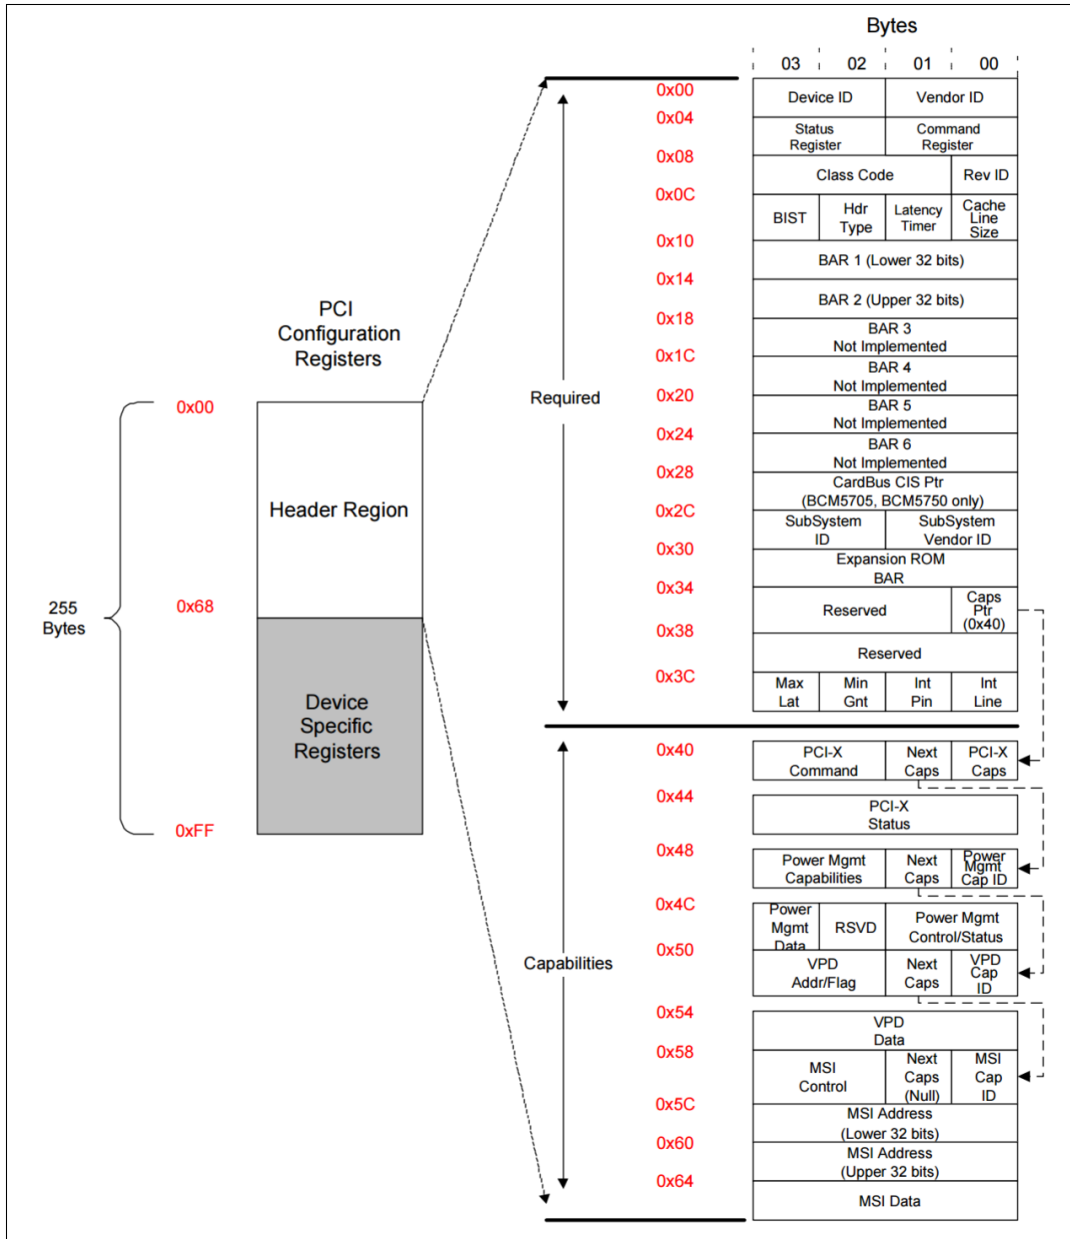 Bytes
03 02 01 00
0x00
Device ID Vendor ID
0x04
Status
Register
Command
Register
0x08
Class Code Rev ID
0x0C
BIST
Hdr
Type
Latency
Timer
Cache
Line
Size
0x10
BAR 1 (Lower 32 bits)
0x14
BAR 2 (Upper 32 bits)
0x18
BAR 3
Not Implemented
0x1C
BAR 4
Not Implemented
0x20
BAR 5
Not Implemented
0x24
BAR 6
Not Implemented
0x28
CardBus CIS Ptr
(BCM5705, BCM5750 only)
0x2C
SubSystem
ID
SubSystem
Vendor ID
0x30
Expansion ROM
BAR
0x34
Reserved
Caps
Ptr
(0x40)
0x38
Reserved
0x3C
Max
Lat
Min
Gnt
Int
Pin
Int
Line
Required
PCI
Configuration
Registers
0x00
Header Region
255
Bytes
0x68
Device
Specific
Registers
0xFF
0x40
PCI-X
Command
Next
Caps
PCI-X
Caps
0x44
PCI-X
Status
0x48
Power Mgmt
Capabilities
Next
Caps
Power
Mgmt
Cap ID
0x4C
Power
Mgmt
Data
RSVD
Power Mgmt
Control/Status
0x50
VPD
Addr/Flag
Next
Caps
VPD
Cap
ID
Capabilities
0x54
VPD
Data
0x58
MSI
Control
Next
Caps
(Null)
MSI
Cap
ID
0x5C
MSI Address
(Lower 32 bits)
0x60
MSI Address
(Upper 32 bits)
0x64
MSI Data